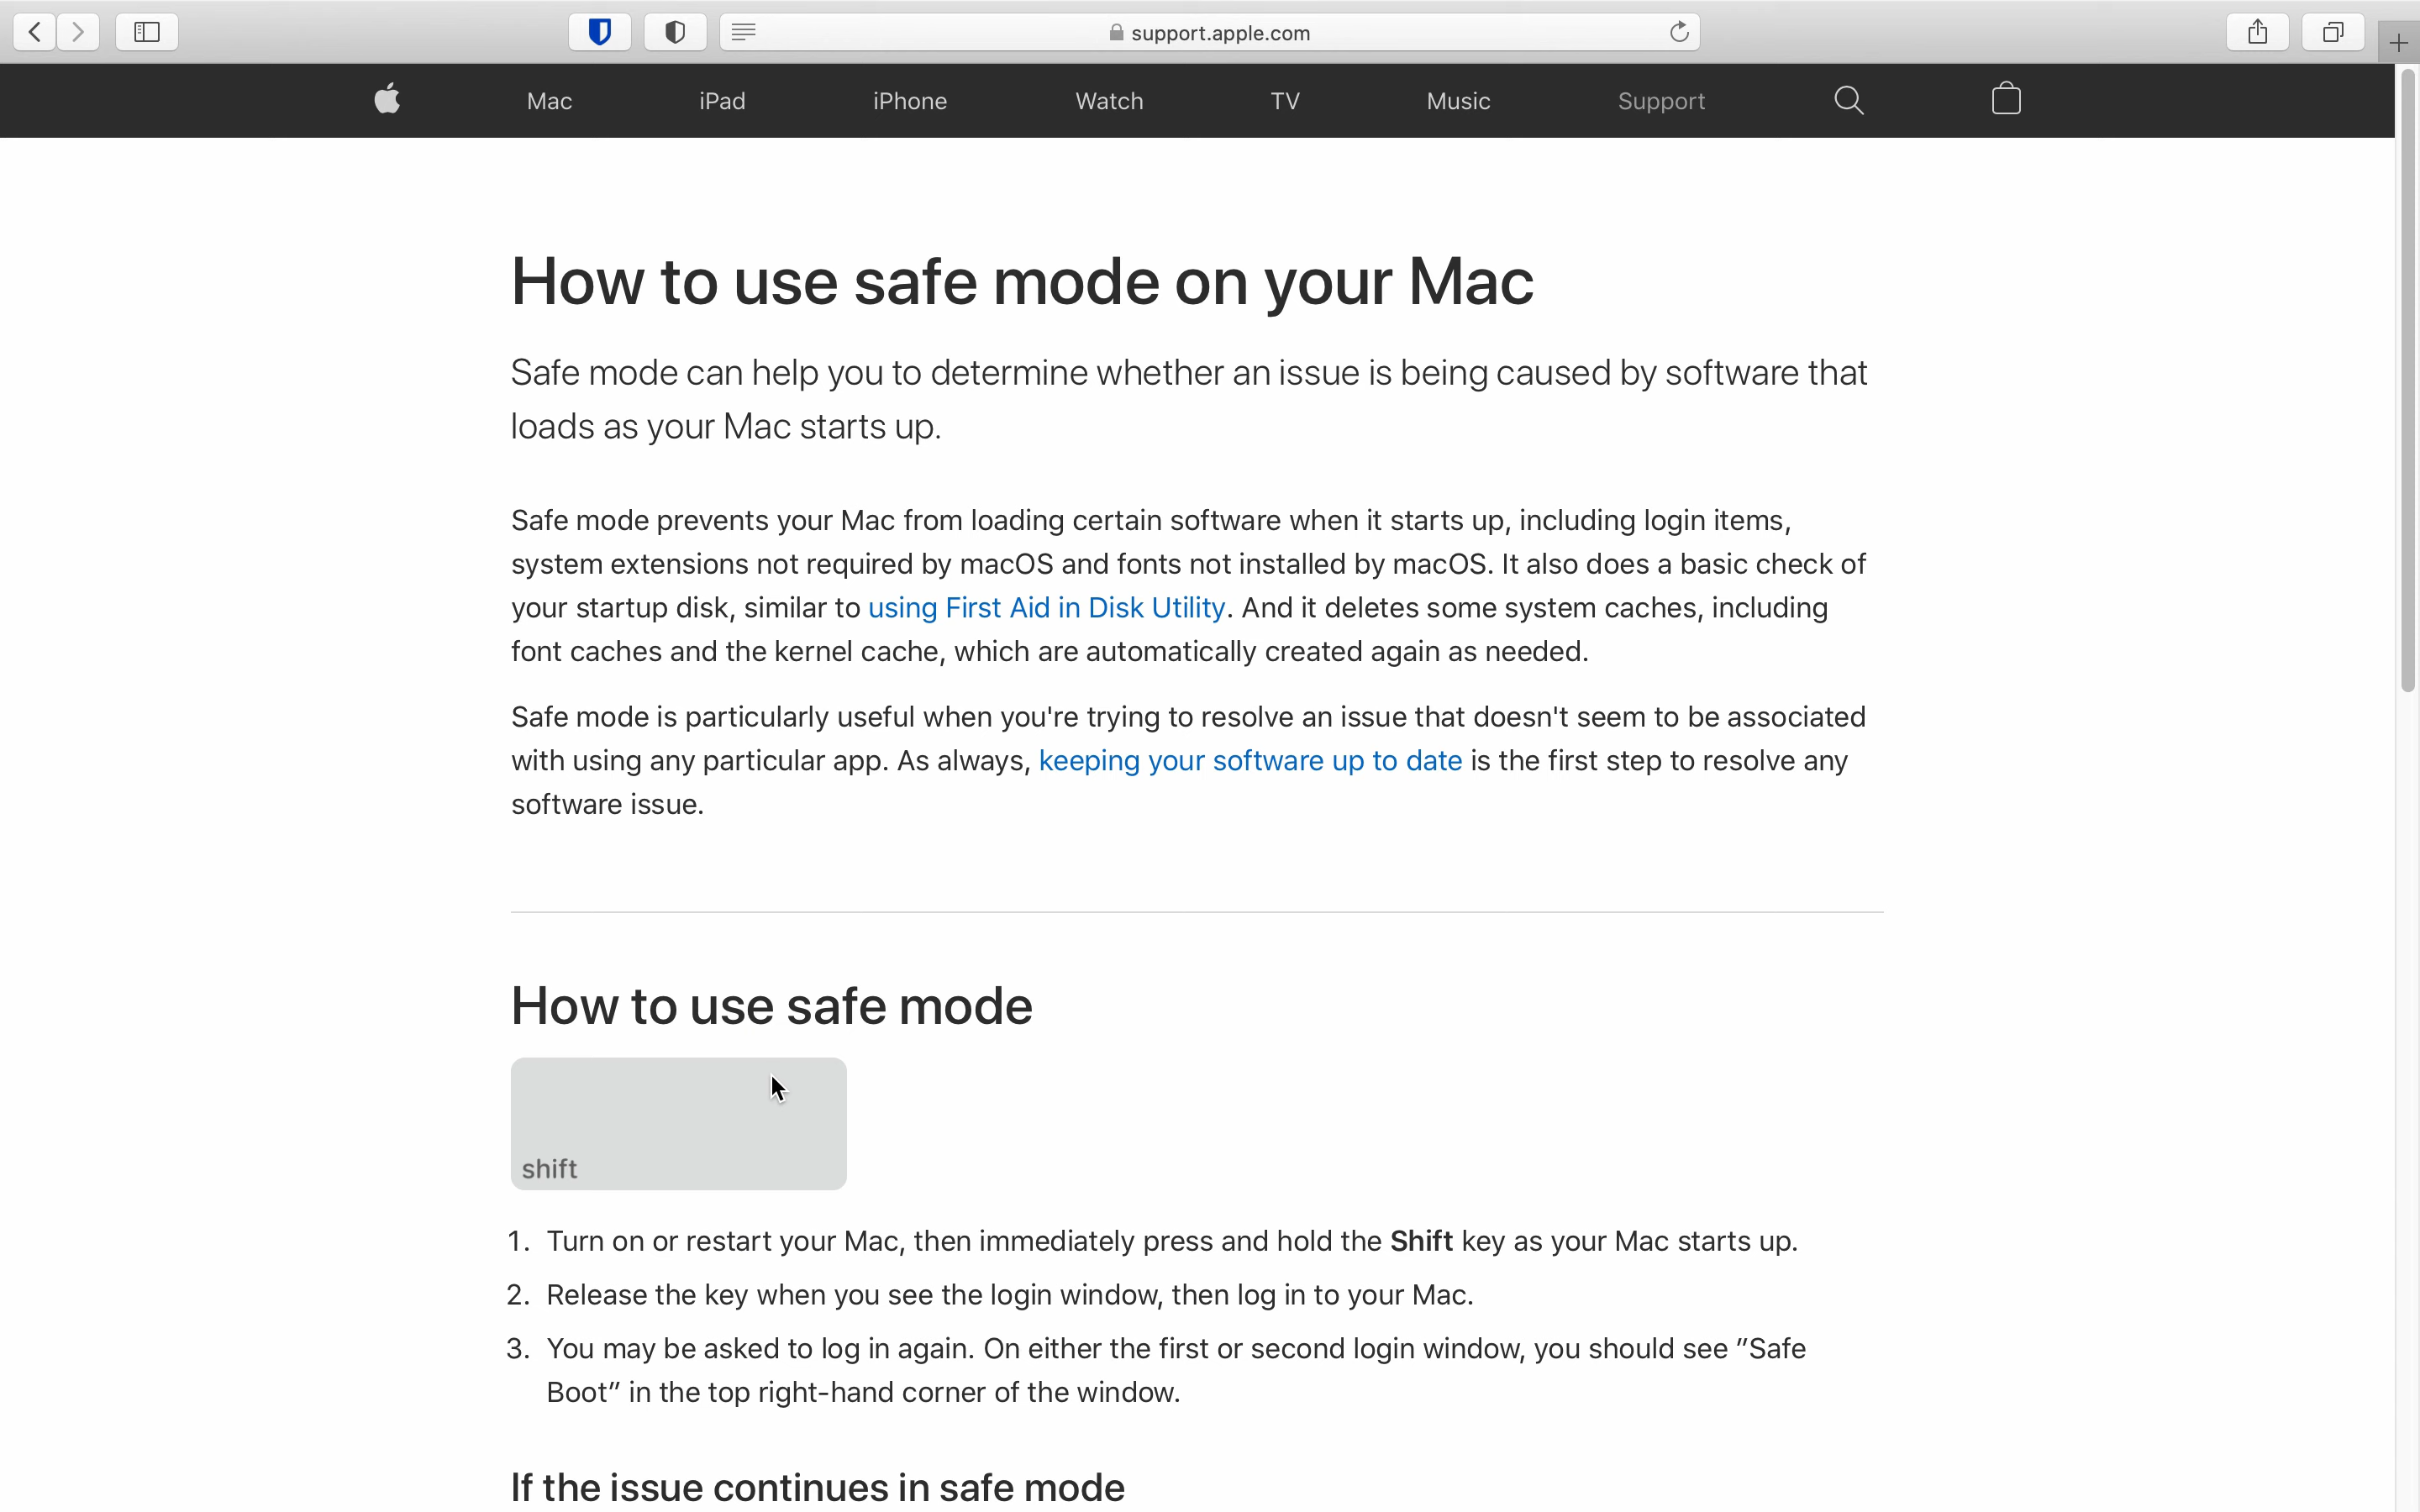 support.apple.com
Mac iPad iPhone Watch TV Music Support
How to use safe mode on your Mac
Safe mode can help you to determine whether an issue is being caused by software that
loads as your Mac starts up.
Safe mode prevents your Mac from loading certain software when it starts up, including login items,
system extensions not required by macOS and fonts not installed by macOS. It also does a basic check of
your startup disk, similar to using First Aid in Disk Utility. And it deletes some system caches, including
font caches and the kernel cache, which are automatically created again as needed.
Safe mode is particularly useful when you're trying to resolve an issue that doesn't seem to be associated
with using any particular app. As always, keeping your software up to date is the first step to resolve any
software issue.
How to use safe mode
shift
1. Turn on or restart your Mac, then immediately press and hold the Shift key as your Mac starts up.
2. Release the key when you see the login window, then log in to your Mac.
3. You may be asked to log in again. On either the first or second login window, you should see ”Safe
Boot” in the top right-hand corner of the window.
If the issue continues in safe mode